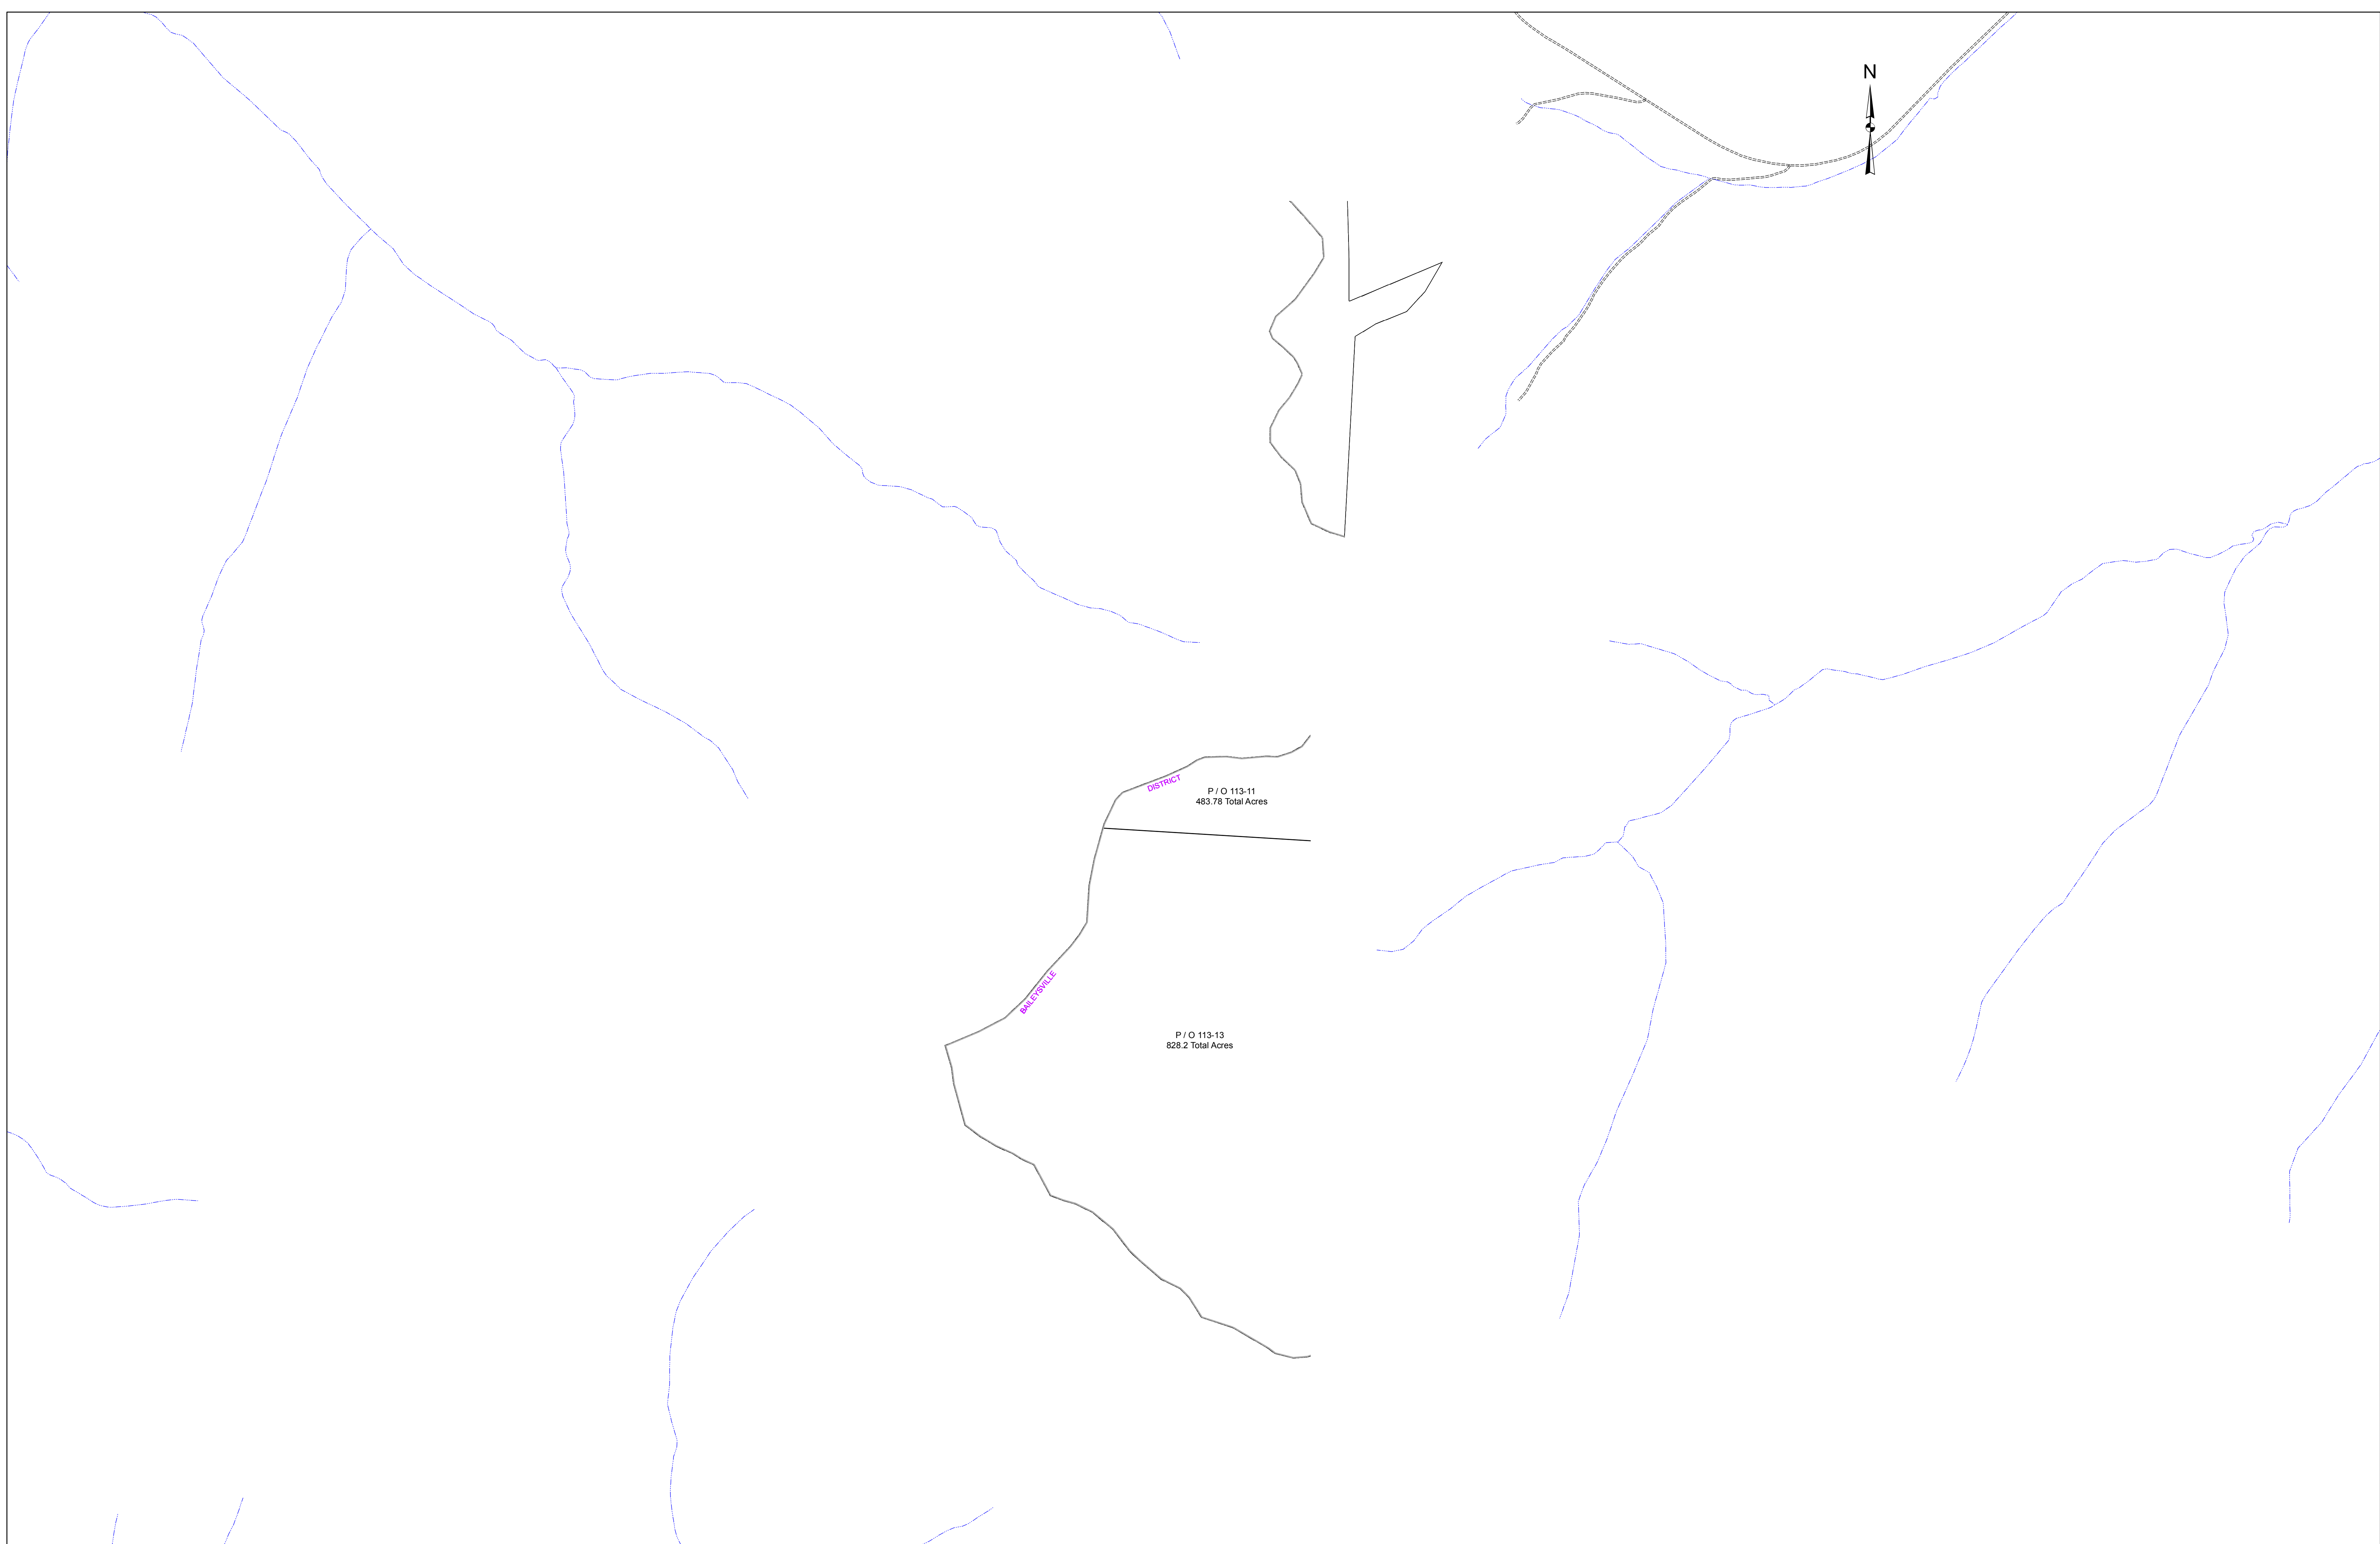 N
DISTRICT
P / O 113-11
483.78 Total Acres
BAILEYSVILLE
P / O 113-13
828.2 Total Acres